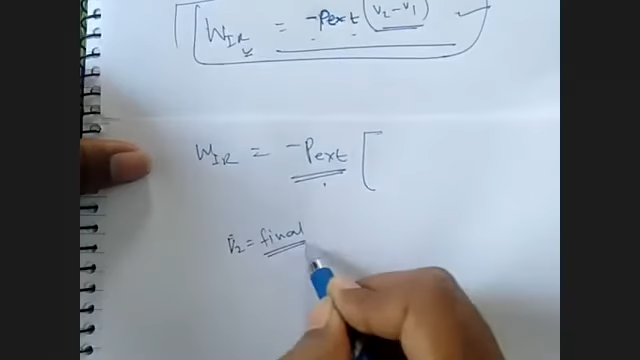 W_IR = -Pext (V₂-V₁)
W_IR = -Pext [
V₂ = final